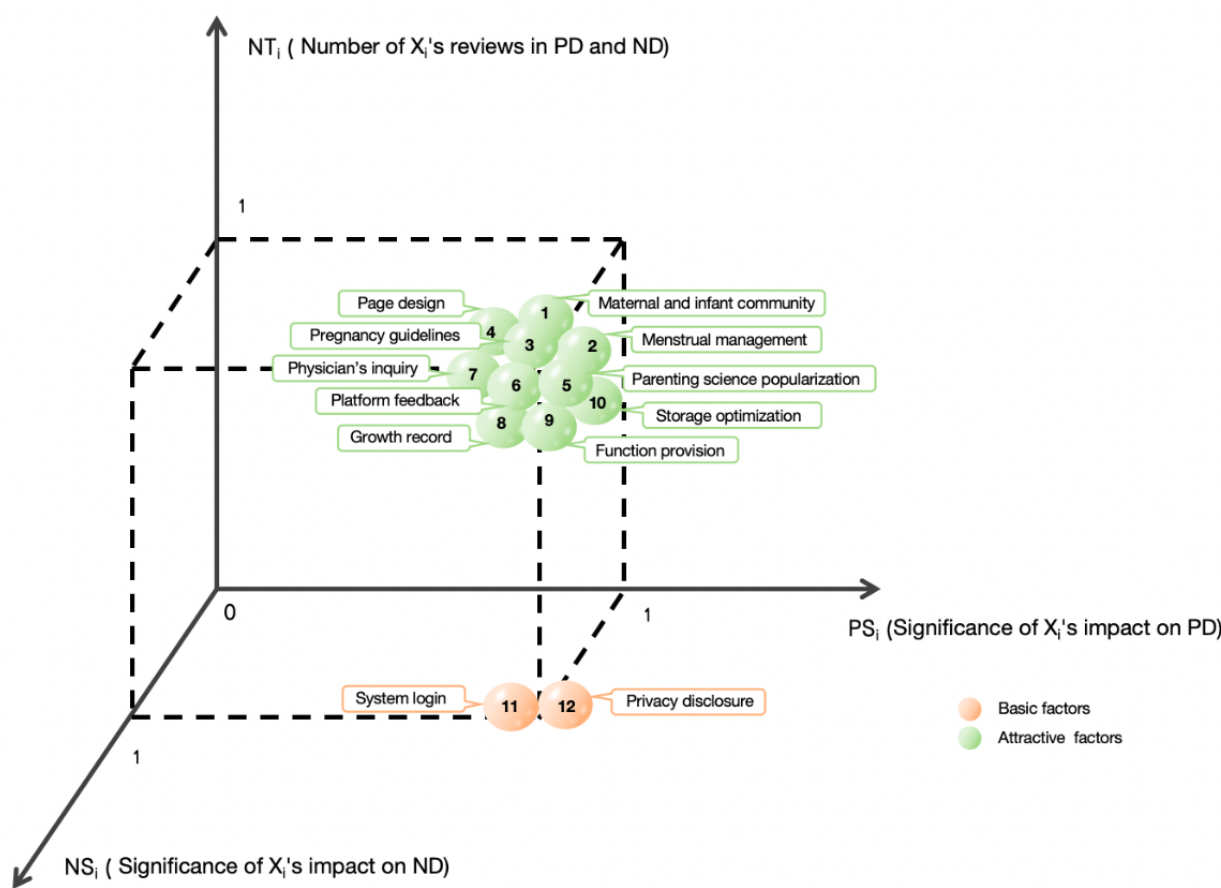 NTi ( Number of Xi's reviews in PD and ND)
1
Page design
Maternal and infant community
1
4
Pregnancy guidelines
3
2
Menstrual management
Physician's inquiry
7
6
5
Parenting science popularization
Platform feedback
10
Storage optimization
8
9
Growth record
Function provision
0
1
PSi (Significance of Xi's impact on PD)
System login
11
12
Privacy disclosure
Basic factors
Attractive factors
1
NSi ( Significance of Xi's impact on ND)